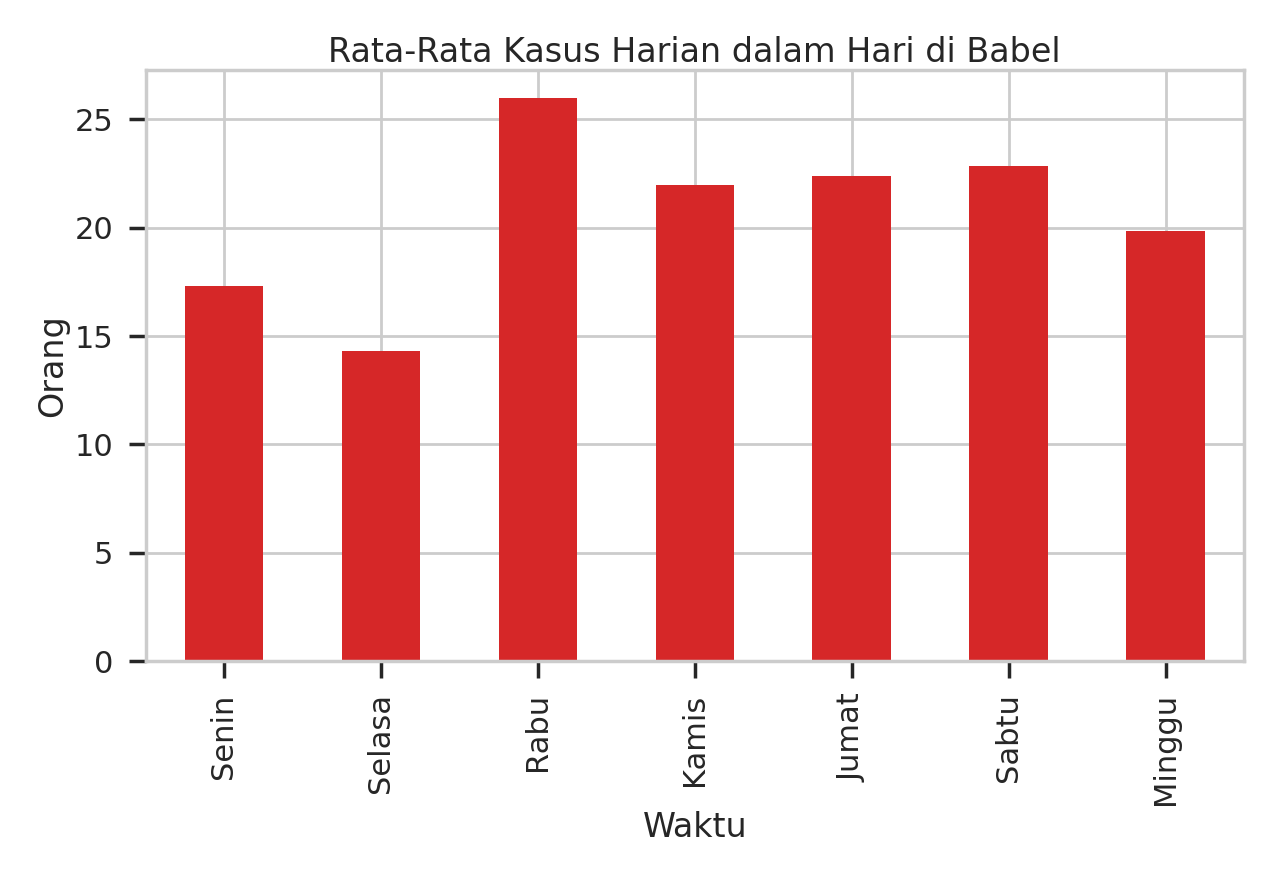 Rata-Rata Kasus Harian dalam Hari di Babel
Orang
25
20
15
10
5
0
Senin
Selasa
Rabu
Kamis
Jumat
Sabtu
Minggu
Waktu